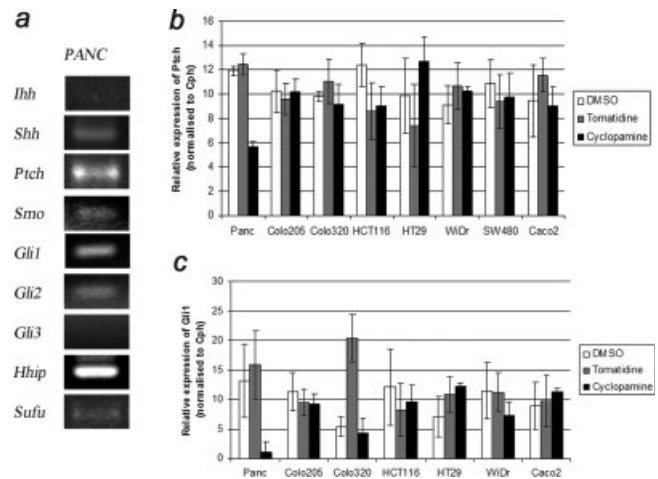 a
PANC
Ihh
Shh
Ptch
Smo
Gli1
Gli2
Gli3
Hhip
Sufu
b
Relative expression of Ptch
(normalised to Cph)
16
14
12
10
8
6
4
2
0
Panc Colo205 Colo320 HCT116 HT29 WiDr SW480 Caco2
DMSO
Tomatidine
Cyclopamine
c
Relative expression of Gli1
(normalised to Cph)
30
25
20
15
10
5
0
Panc Colo205 Colo320 HCT116 HT29 WiDr Caco2
DMSO
Tomatidine
Cyclopamine